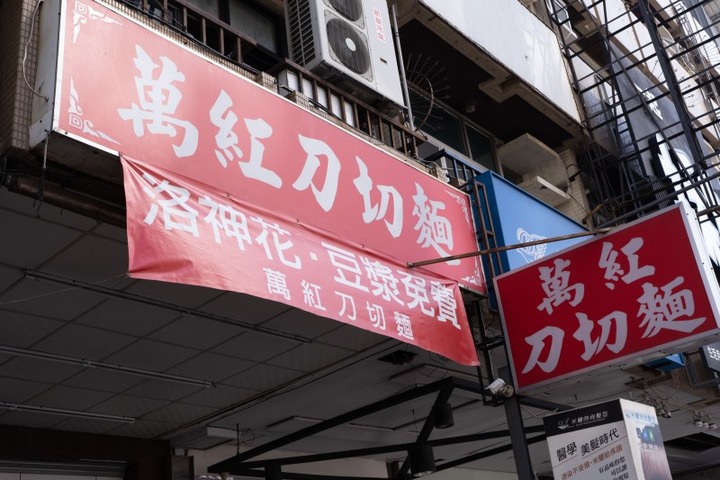 萬紅刀切麵
洛神花·豆漿免費
萬紅刀切麵
萬紅
刀切麵
醫學 美髮時代